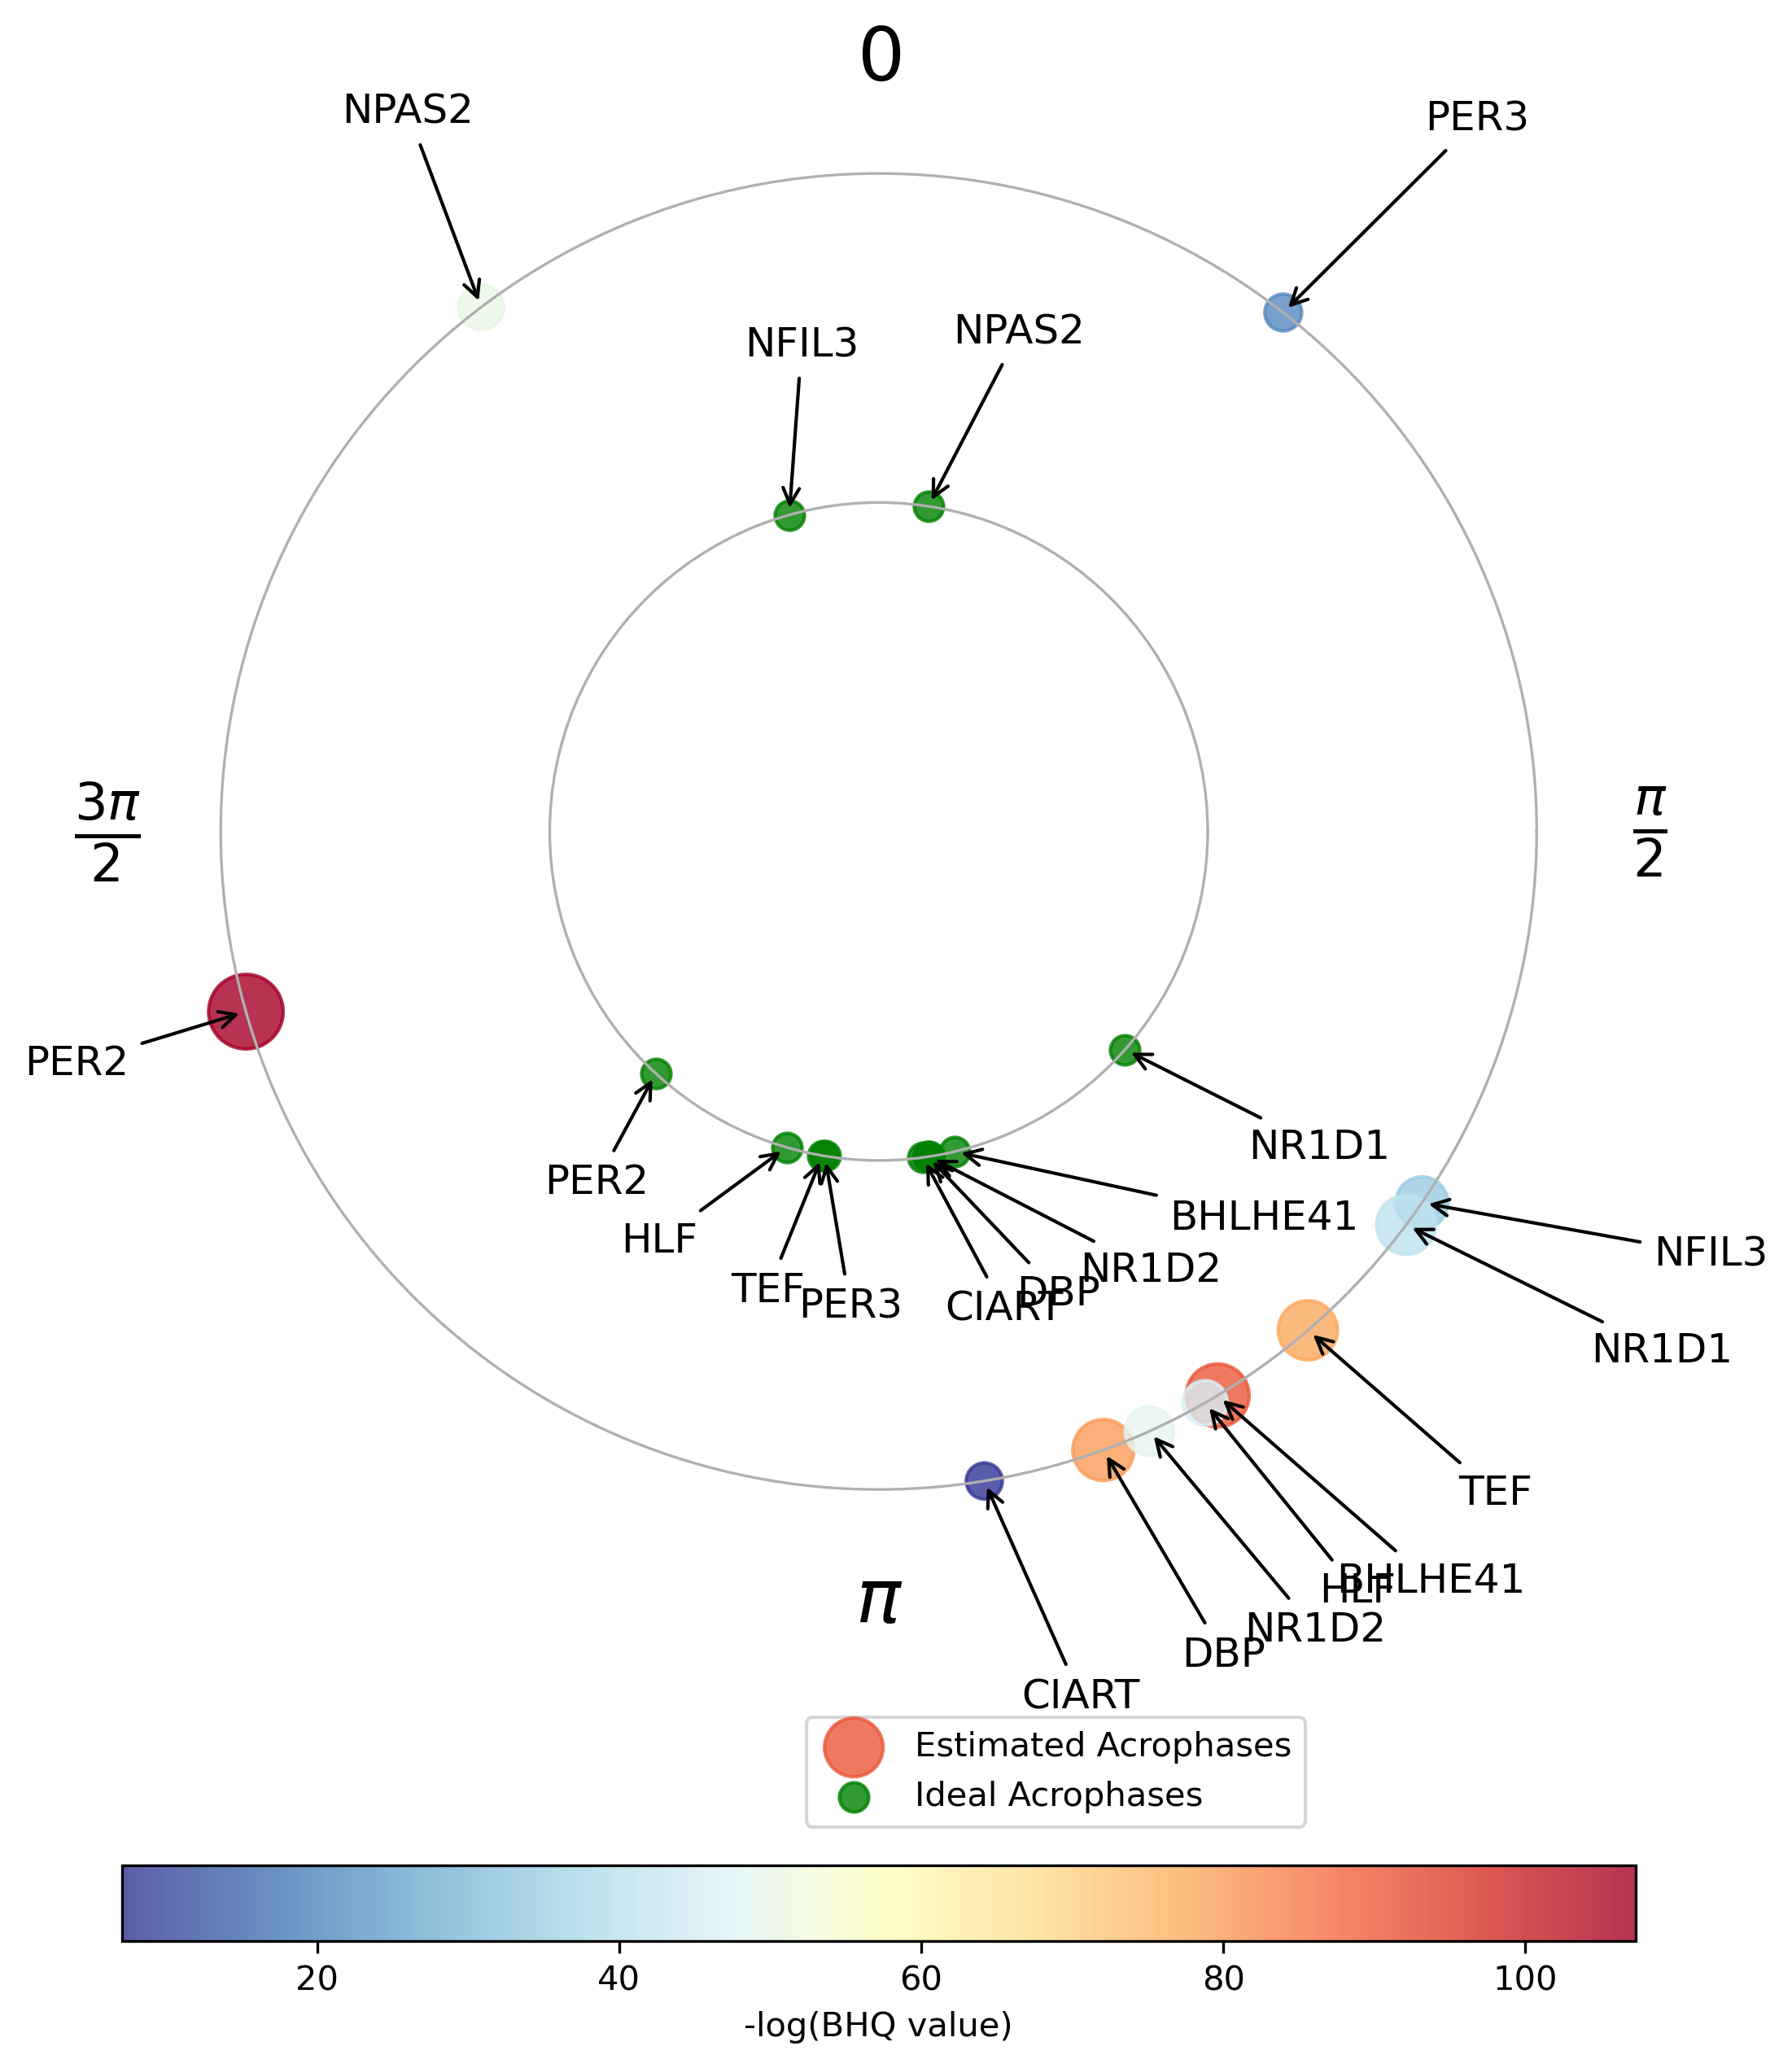 0
NPAS2
PER3
NFIL3
NPAS2
3π
2
π
2
PER2
NR1D1
PER2
BHLHE41
HLF
NR1D2
NFIL3
TEF
PER3
CIART
DBP
NR1D1
TEF
π
HLF
BHLHE41
NR1D2
DBP
CIART
Estimated Acrophases
Ideal Acrophases
20 40 60 80 100
-log(BHQ value)